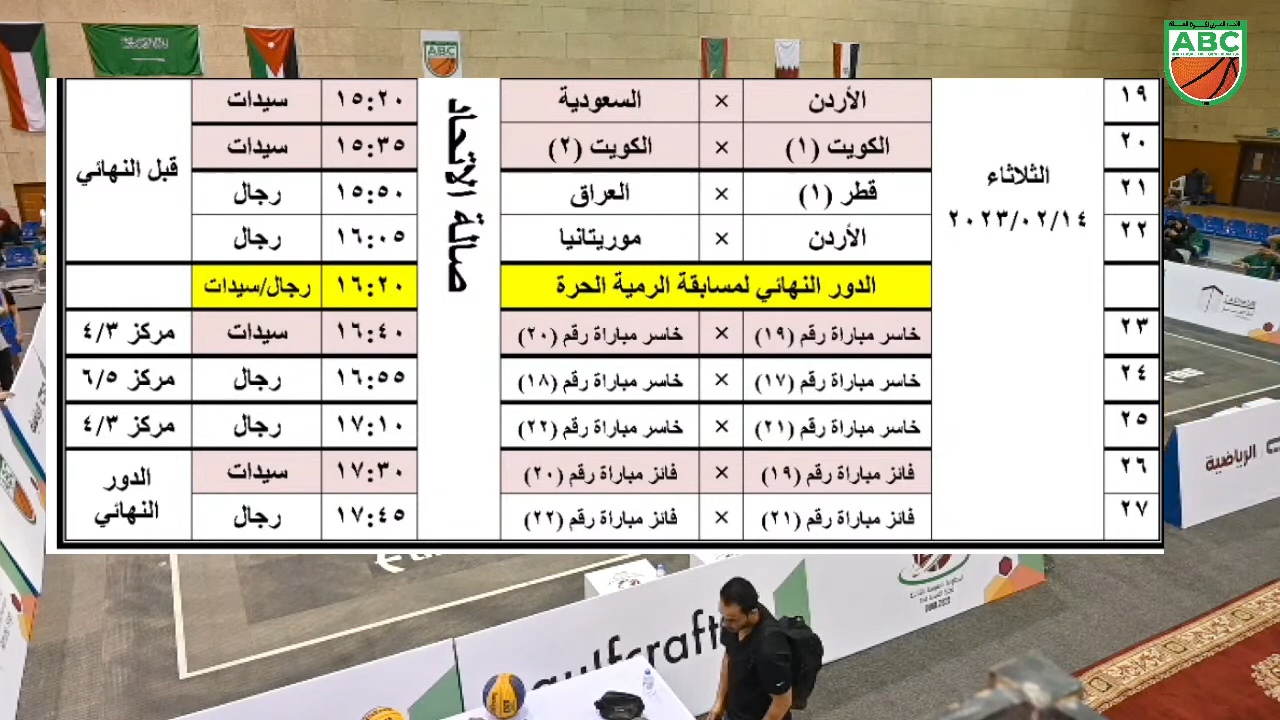 ABC
١٩ الأردن × السعودية ١٥:٢٠ سيدات
٢٠ الكويت (١) × الكويت (٢) ١٥:٣٥ سيدات
٢١ قطر (١) × العراق ١٥:٥٠ رجال
٢٢ الأردن × موريتانيا ١٦:٠٥ رجال
الثلاثاء
٢٠٢٣/٠٢/١٤
صالة الاتحاد
قبل النهائي
الدور النهائي لمسابقة الرمية الحرة ١٦:٢٠ رجال/سيدات
٢٣ خاسر مباراة رقم (١٩) × خاسر مباراة رقم (٢٠) ١٦:٤٠ سيدات مركز ٤/٣
٢٤ خاسر مباراة رقم (١٧) × خاسر مباراة رقم (١٨) ١٦:٥٥ رجال مركز ٦/٥
٢٥ خاسر مباراة رقم (٢١) × خاسر مباراة رقم (٢٢) ١٧:١٠ رجال مركز ٤/٣
٢٦ فائز مباراة رقم (١٩) × فائز مباراة رقم (٢٠) ١٧:٣٠ سيدات
٢٧ فائز مباراة رقم (٢١) × فائز مباراة رقم (٢٢) ١٧:٤٥ رجال
الدور
النهائي
الرياضية
gulfcraft